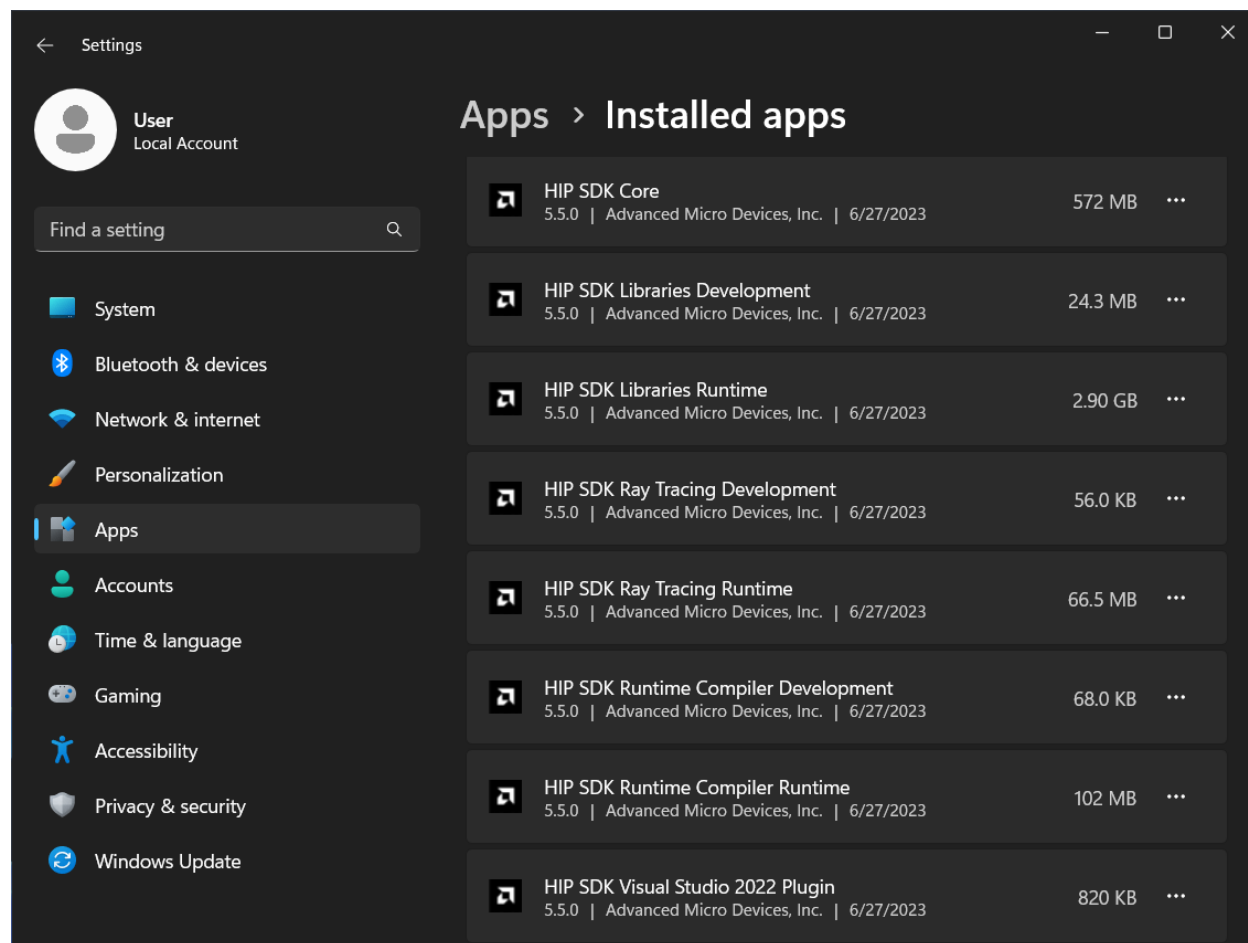 Settings
User
Local Account
Find a setting
System
Bluetooth & devices
Network & internet
Personalization
Apps
Accounts
Time & language
Gaming
Accessibility
Privacy & security
Windows Update
Apps > Installed apps
HIP SDK Core
5.5.0 | Advanced Micro Devices, Inc. | 6/27/2023
572 MB
HIP SDK Libraries Development
5.5.0 | Advanced Micro Devices, Inc. | 6/27/2023
24.3 MB
HIP SDK Libraries Runtime
5.5.0 | Advanced Micro Devices, Inc. | 6/27/2023
2.90 GB
HIP SDK Ray Tracing Development
5.5.0 | Advanced Micro Devices, Inc. | 6/27/2023
56.0 KB
HIP SDK Ray Tracing Runtime
5.5.0 | Advanced Micro Devices, Inc. | 6/27/2023
66.5 MB
HIP SDK Runtime Compiler Development
5.5.0 | Advanced Micro Devices, Inc. | 6/27/2023
68.0 KB
HIP SDK Runtime Compiler Runtime
5.5.0 | Advanced Micro Devices, Inc. | 6/27/2023
102 MB
HIP SDK Visual Studio 2022 Plugin
5.5.0 | Advanced Micro Devices, Inc. | 6/27/2023
820 KB